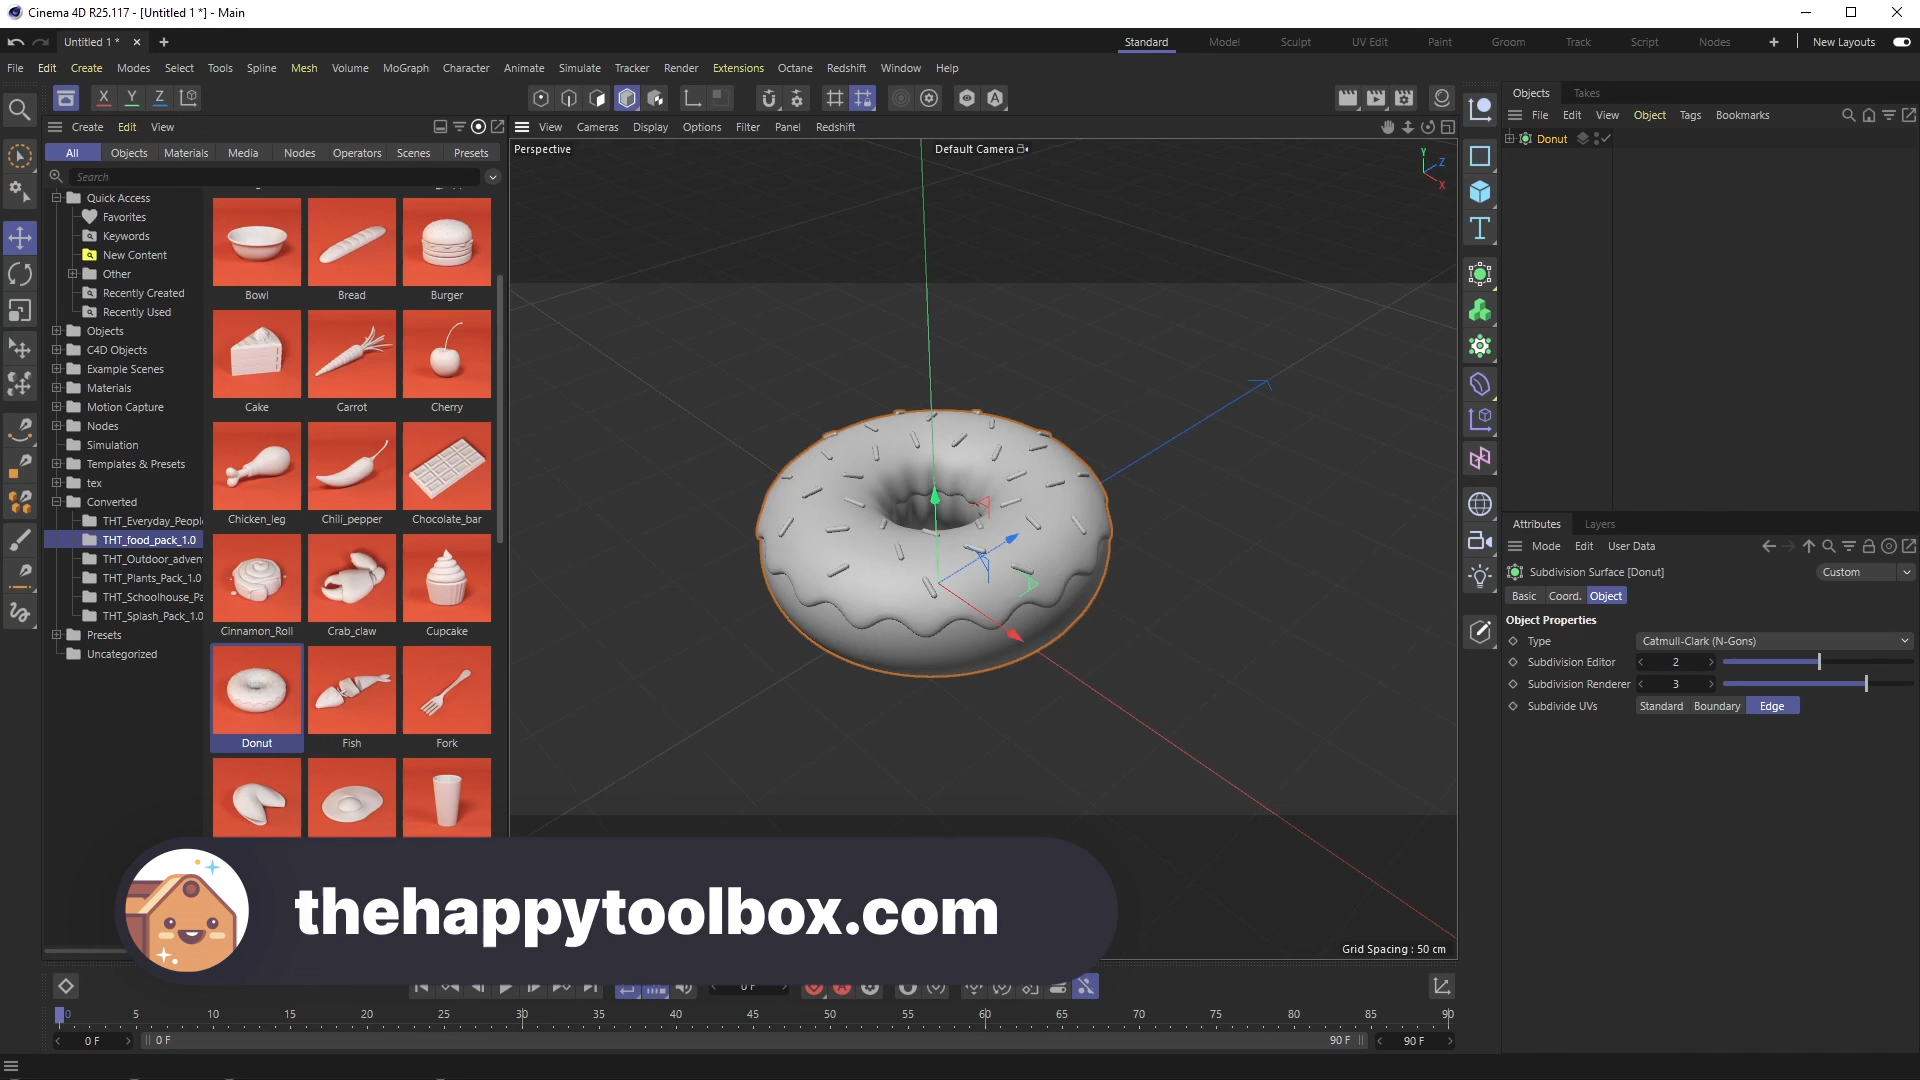 Cinema 4D R25.117 - [Untitled 1 *] - Main
Untitled 1 *
Standard Model Sculpt UV Edit Paint Groom Track Script Nodes New Layouts
File Edit Create Modes Select Tools Spline Mesh Volume MoGraph Character Animate Simulate Tracker Render Extensions Octane Redshift Window Help
X Y Z
Create Edit View
All Objects Materials Media Nodes Operators Scenes Presets
Search
Quick Access
Favorites
Keywords
New Content
Other
Recently Created
Recently Used
Objects
C4D Objects
Example Scenes
Materials
Motion Capture
Nodes
Simulation
Templates & Presets
tex
Converted
THT_Everyday_Peopl
THT_food_pack_1.0
THT_Outdoor_adven
THT_Plants_Pack_1.0
THT_Schoolhouse_Pa
THT_Splash_Pack_1.0
Presets
Uncategorized
Bowl Bread Burger
Cake Carrot Cherry
Chicken_leg Chili_pepper Chocolate_bar
Cinnamon_Roll Crab_claw Cupcake
Donut Fish Fork
View Cameras Display Options Filter Panel Redshift
Perspective
Default Camera
Y
Z
X
Grid Spacing : 50 cm
Objects Takes
File Edit View Object Tags Bookmarks
Donut
Attributes Layers
Mode Edit User Data
Subdivision Surface [Donut]
Custom
Basic Coord. Object
Object Properties
Type Catmull-Clark (N-Gons)
Subdivision Editor 2
Subdivision Renderer 3
Subdivide UVs Standard Boundary Edge
thehappytoolbox.com
0 F
0 5 10 15 20 25 30 35 40 45 50 55 60 65 70 75 80 85 90
0 F 0 F 90 F 90 F